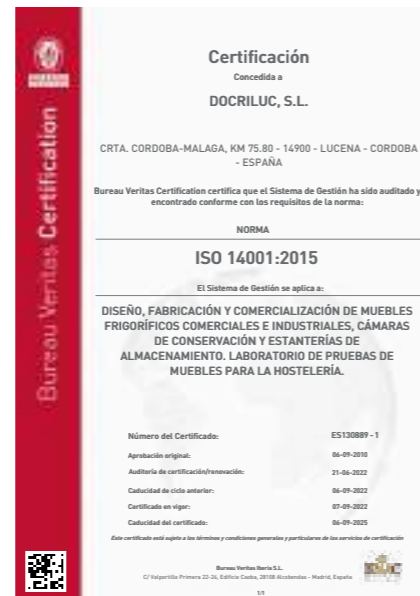 Bureau Veritas Certification
Certificación
Concedida a
DOCRILUC, S.L.
CRTA. CORDOBA-MALAGA, KM 75.80 - 14900 - LUCENA - CORDOBA
- ESPAÑA
Bureau Veritas Certification certifica que el Sistema de Gestión ha sido auditado y
encontrado conforme con los requisitos de la norma:
NORMA
ISO 14001:2015
El Sistema de Gestión se aplica a:
DISEÑO, FABRICACIÓN Y COMERCIALIZACIÓN DE MUEBLES
FRIGORÍFICOS COMERCIALES E INDUSTRIALES, CÁMARAS
DE CONSERVACIÓN Y ESTANTERÍAS DE
ALMACENAMIENTO. LABORATORIO DE PRUEBAS DE
MUEBLES PARA LA HOSTELERÍA.
Número del Certificado: ES130889 - 1
Aprobación original: 06-09-2010
Auditoría de certificación/renovación: 21-06-2022
Caducidad de ciclo anterior: 06-09-2022
Certificado en vigor: 07-09-2022
Caducidad del certificado: 06-09-2025
Este certificado está sujeto a los términos y condiciones generales y particulares de los servicios de certificación
Bureau Veritas Iberia S.L.
C/ Valportillo Primera 22-24, Edificio Caoba, 28108 Alcobendas - Madrid, España
1/1